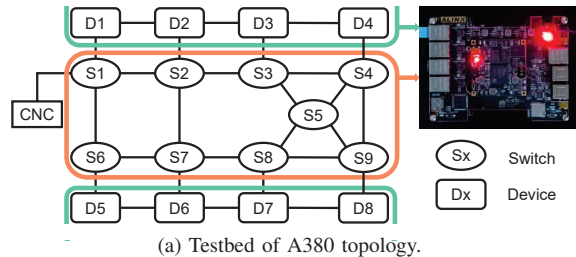 D1 D2 D3 D4
ALINX
S1 S2 S3 S4
CNC
S5
S6 S7 S8 S9
Sx Switch
D5 D6 D7 D8
Dx Device
(a) Testbed of A380 topology.